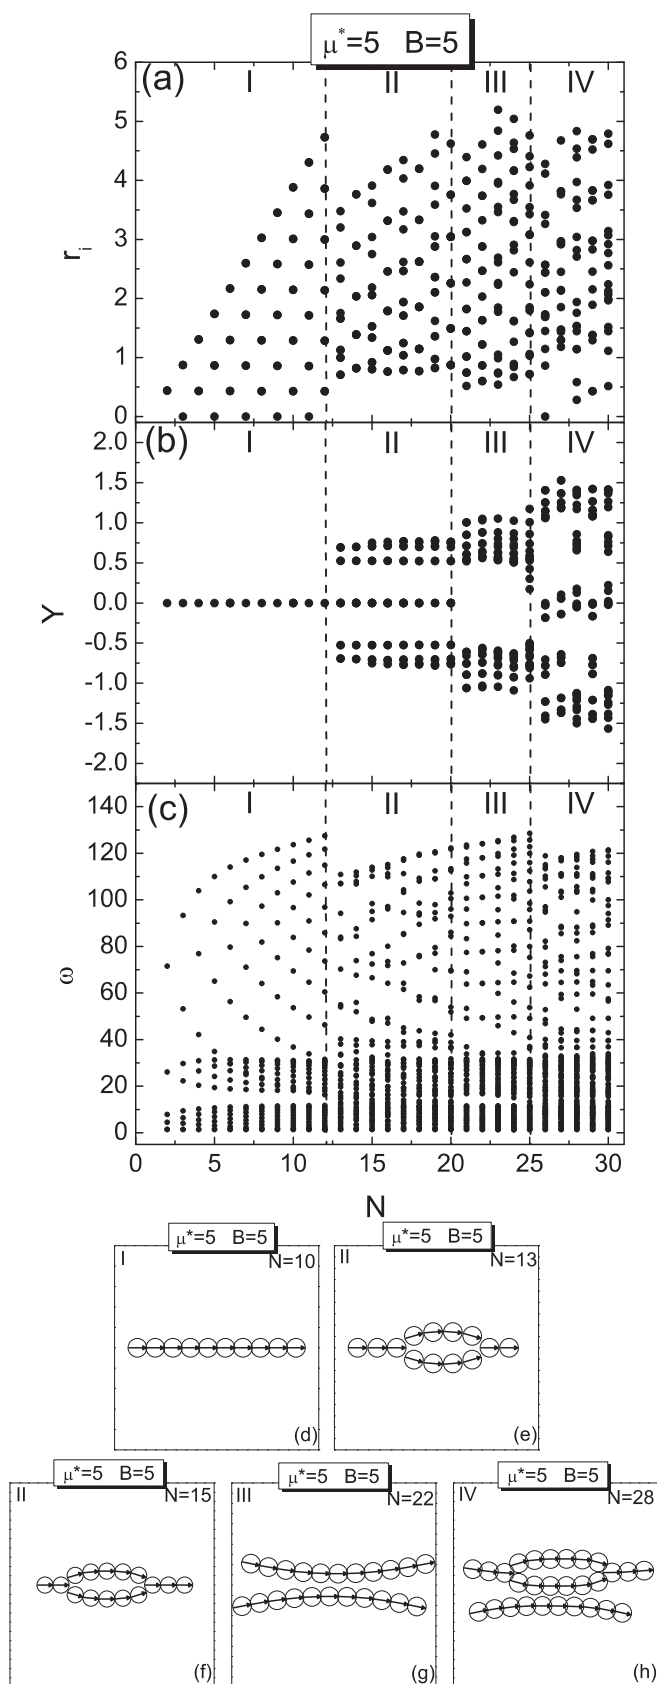 μ*=5 B=5
(a) I II III IV
6
5
4
3
2
1
0
r_i
(b) I II III IV
2.0
1.5
1.0
0.5
0.0
-0.5
-1.0
-1.5
-2.0
Y
(c) I II III IV
140
120
100
80
60
40
20
0
ω
0 5 10 15 20 25 30
N
μ*=5 B=5
I N=10
(d)
μ*=5 B=5
II N=13
(e)
μ*=5 B=5
II N=15
(f)
μ*=5 B=5
III N=22
(g)
μ*=5 B=5
IV N=28
(h)